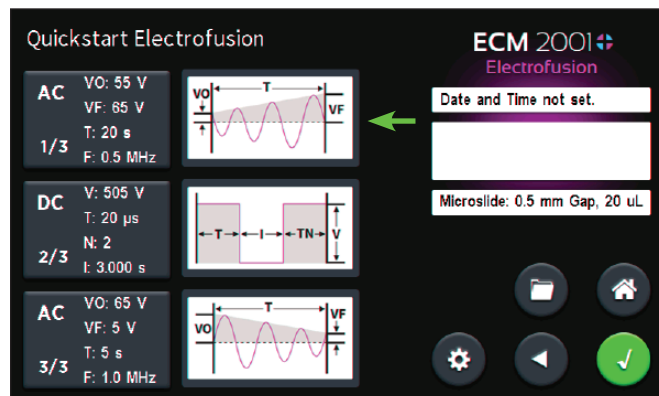 Quickstart Electrofusion
ECM 2001
Electrofusion
AC
1/3
VO: 55 V
VF: 65 V
T: 20 s
F: 0.5 MHz
VO
T
VF
Date and Time not set.
Microslide: 0.5 mm Gap, 20 uL
DC
2/3
V: 505 V
T: 20 µs
N: 2
I: 3.000 s
T
I
TN
V
AC
3/3
VO: 65 V
VF: 5 V
T: 5 s
F: 1.0 MHz
VO
T
VF